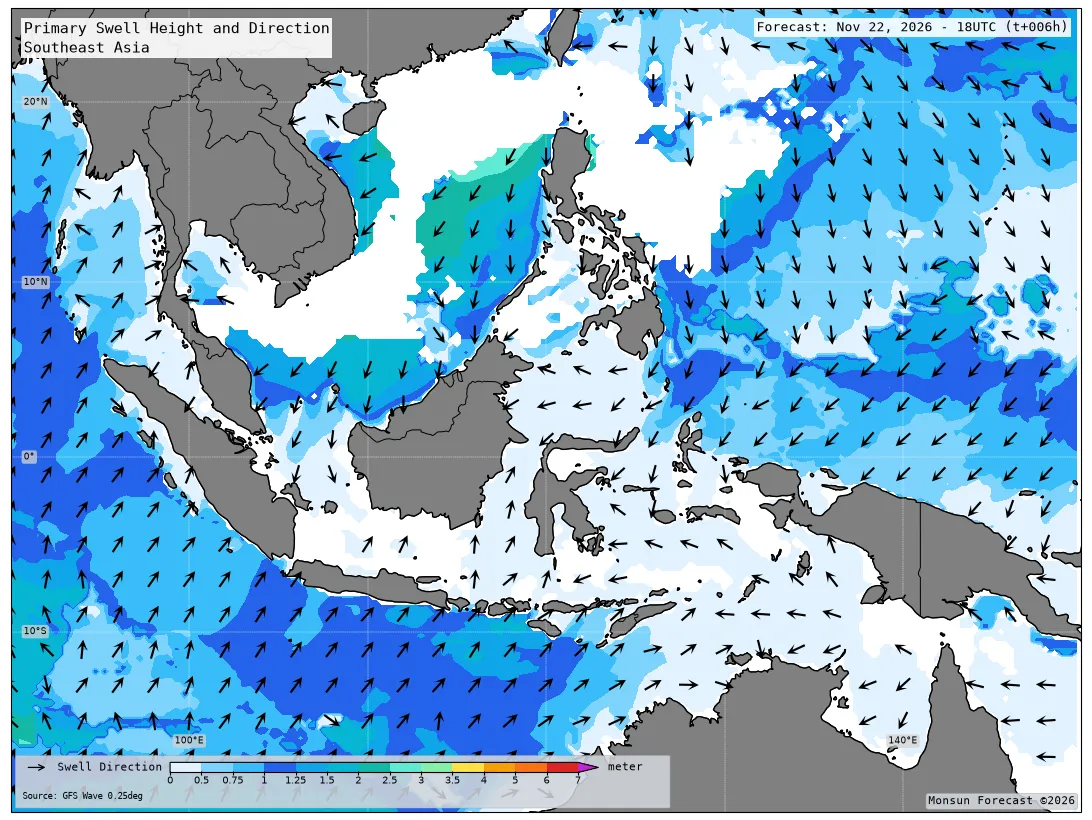 Primary Swell Height and Direction
Southeast Asia
Forecast: Nov 22, 2026 - 18UTC (t+006h)
20°N
10°N
0°
10°S
100°E
140°E
Swell Direction
0 0.5 0.75 1 1.25 1.5 2 2.5 3 3.5 4 5 6 7
meter
Source: GFS Wave 0.25deg
Monsun Forecast ©2026